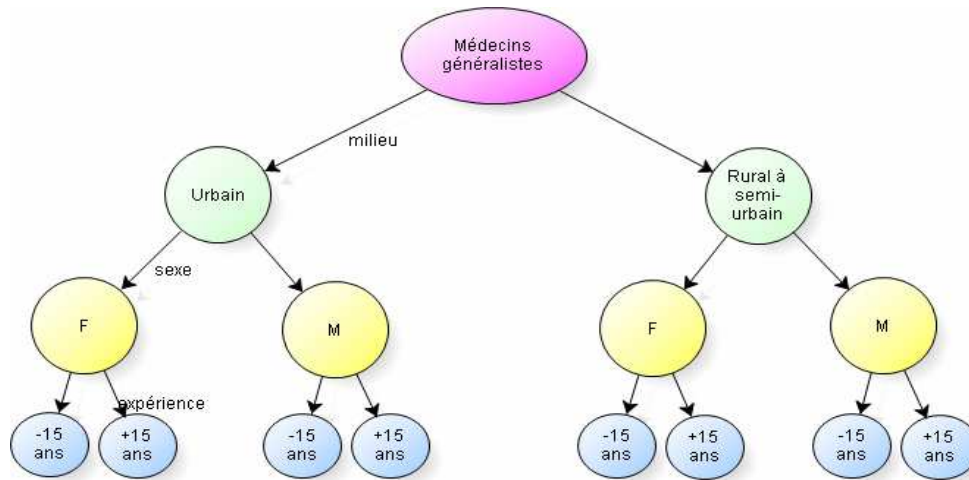 Médecins
généralistes
milieu
Urbain
Rural à
semi-
urbain
sexe
F
M
F
M
expérience
-15
ans
+15
ans
-15
ans
+15
ans
-15
ans
+15
ans
-15
ans
+15
ans